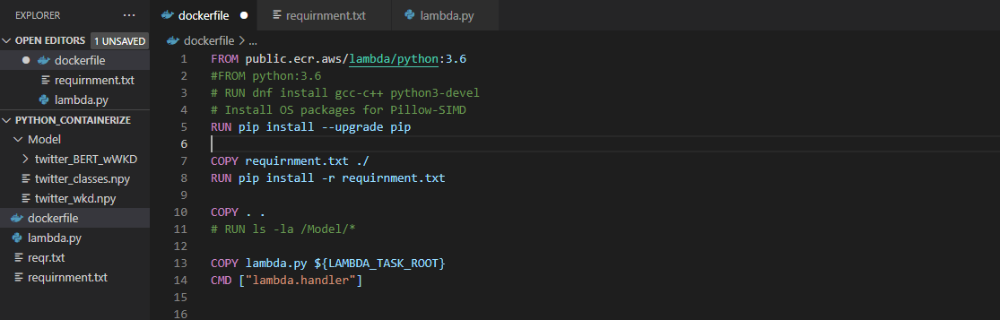 EXPLORER ···
OPEN EDITORS 1 UNSAVED
dockerfile
requirnment.txt
lambda.py
PYTHON_CONTAINERIZE
Model
twitter_BERT_wWKD
twitter_classes.npy
twitter_wkd.npy
dockerfile
lambda.py
reqr.txt
requirnment.txt
dockerfile requirnment.txt lambda.py
dockerfile > ...
1 FROM public.ecr.aws/lambda/python:3.6
2 #FROM python:3.6
3 # RUN dnf install gcc-c++ python3-devel
4 # Install OS packages for Pillow-SIMD
5 RUN pip install --upgrade pip
6
7 COPY requirnment.txt ./
8 RUN pip install -r requirnment.txt
9
10 COPY . .
11 # RUN ls -la /Model/*
12
13 COPY lambda.py ${LAMBDA_TASK_ROOT}
14 CMD ["lambda.handler"]
15
16